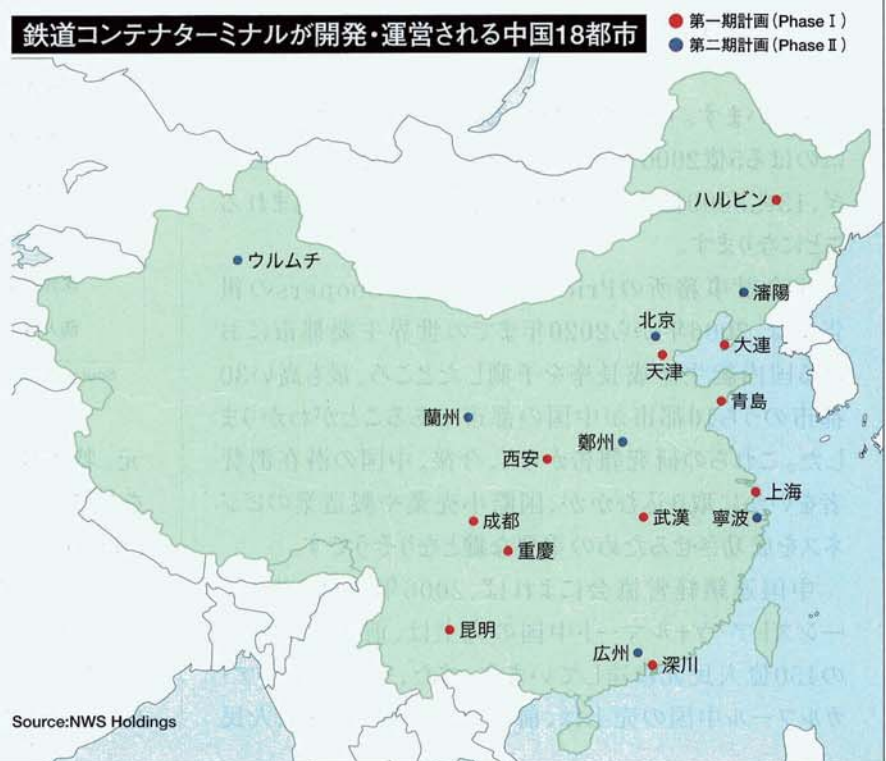 鉄道コンテナターミナルが開発・運営される中国18都市
第一期計画(PhaseⅠ)
第二期計画(PhaseⅡ)
ハルビン
ウルムチ
瀋陽
北京
大連
天津
青島
蘭州
鄭州
西安
上海
成都
武漢
寧波
重慶
昆明
広州
深川
Source:NWS Holdings